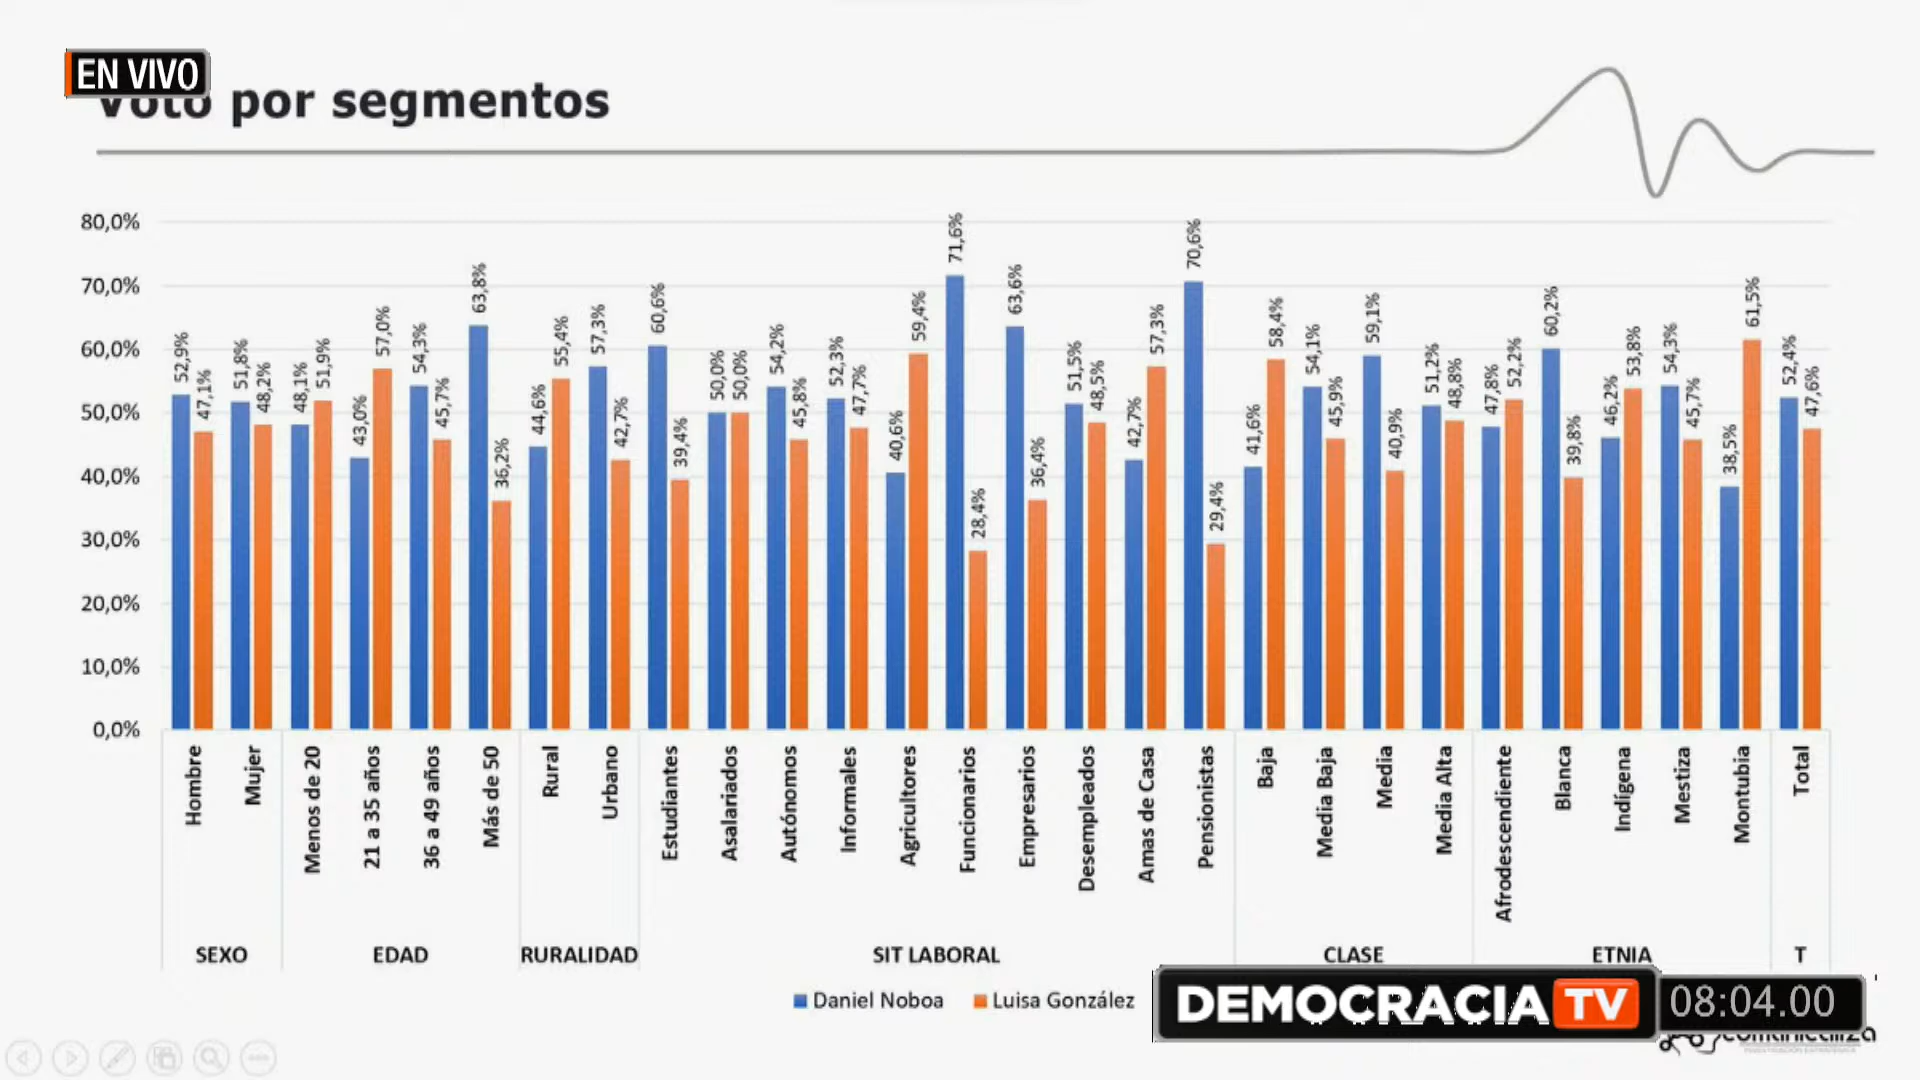 EN VIVO
Voto por segmentos
80,0%
70,0%
60,0%
50,0%
40,0%
30,0%
20,0%
10,0%
0,0%
52,9%
47,1%
51,8%
48,2%
48,1%
51,9%
43,0%
57,0%
54,3%
45,7%
63,8%
36,2%
44,6%
55,4%
57,3%
42,7%
60,6%
39,4%
50,0%
50,0%
54,2%
45,8%
52,3%
47,7%
40,6%
59,4%
71,6%
28,4%
63,6%
36,4%
51,5%
48,5%
42,7%
57,3%
70,6%
29,4%
41,6%
58,4%
54,1%
45,9%
59,1%
40,9%
51,2%
48,8%
47,8%
52,2%
60,2%
39,8%
46,2%
53,8%
54,3%
45,7%
38,5%
61,5%
52,4%
47,6%
Hombre
Mujer
Menos de 20
21 a 35 años
36 a 49 años
Más de 50
Rural
Urbano
Estudiantes
Asalariados
Autónomos
Informales
Agricultores
Funcionarios
Empresarios
Desempleados
Amas de Casa
Pensionistas
Baja
Media Baja
Media
Media Alta
Afrodescendiente
Blanca
Indígena
Mestiza
Montubia
Total
SEXO
EDAD
RURALIDAD
SIT LABORAL
CLASE
ETNIA
T
Daniel Noboa
Luisa González
DEMOCRACIA TV
08:04.00
comunicaliza